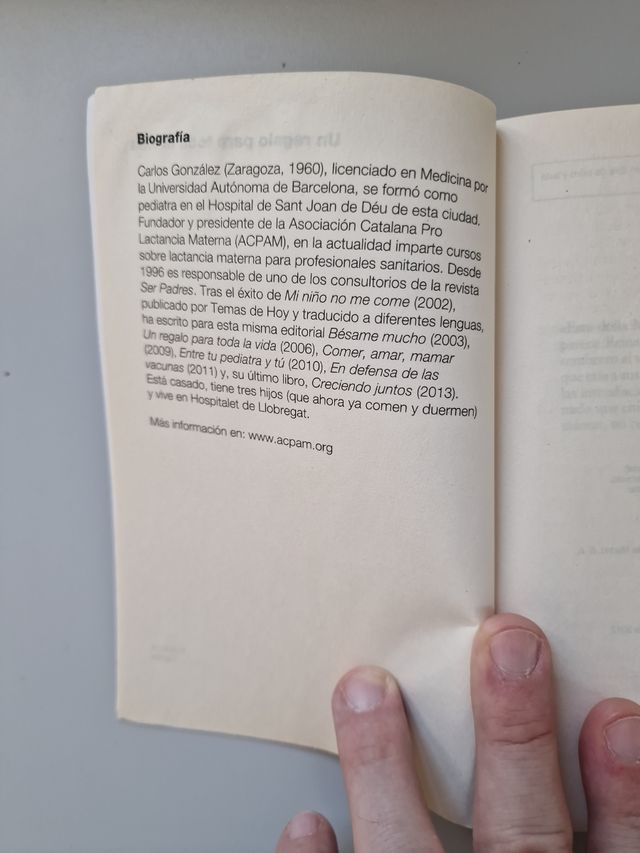 Biografía
Carlos González (Zaragoza, 1960), licenciado en Medicina por
la Universidad Autónoma de Barcelona, se formó como
pediatra en el Hospital de Sant Joan de Déu de esta ciudad.
Fundador y presidente de la Asociación Catalana Pro
Lactancia Materna (ACPAM), en la actualidad imparte cursos
sobre lactancia materna para profesionales sanitarios. Desde
1996 es responsable de uno de los consultorios de la revista
Ser Padres. Tras el éxito de Mi niño no me come (2002),
publicado por Temas de Hoy y traducido a diferentes lenguas,
ha escrito para esta misma editorial Bésame mucho (2003),
Un regalo para toda la vida (2006), Comer, amar, mamar
(2009), Entre tu pediatra y tú (2010), En defensa de las
vacunas (2011) y, su último libro, Creciendo juntos (2013).
Está casado, tiene tres hijos (que ahora ya comen y duermen)
y vive en Hospitalet de Llobregat.
Más información en: www.acpam.org